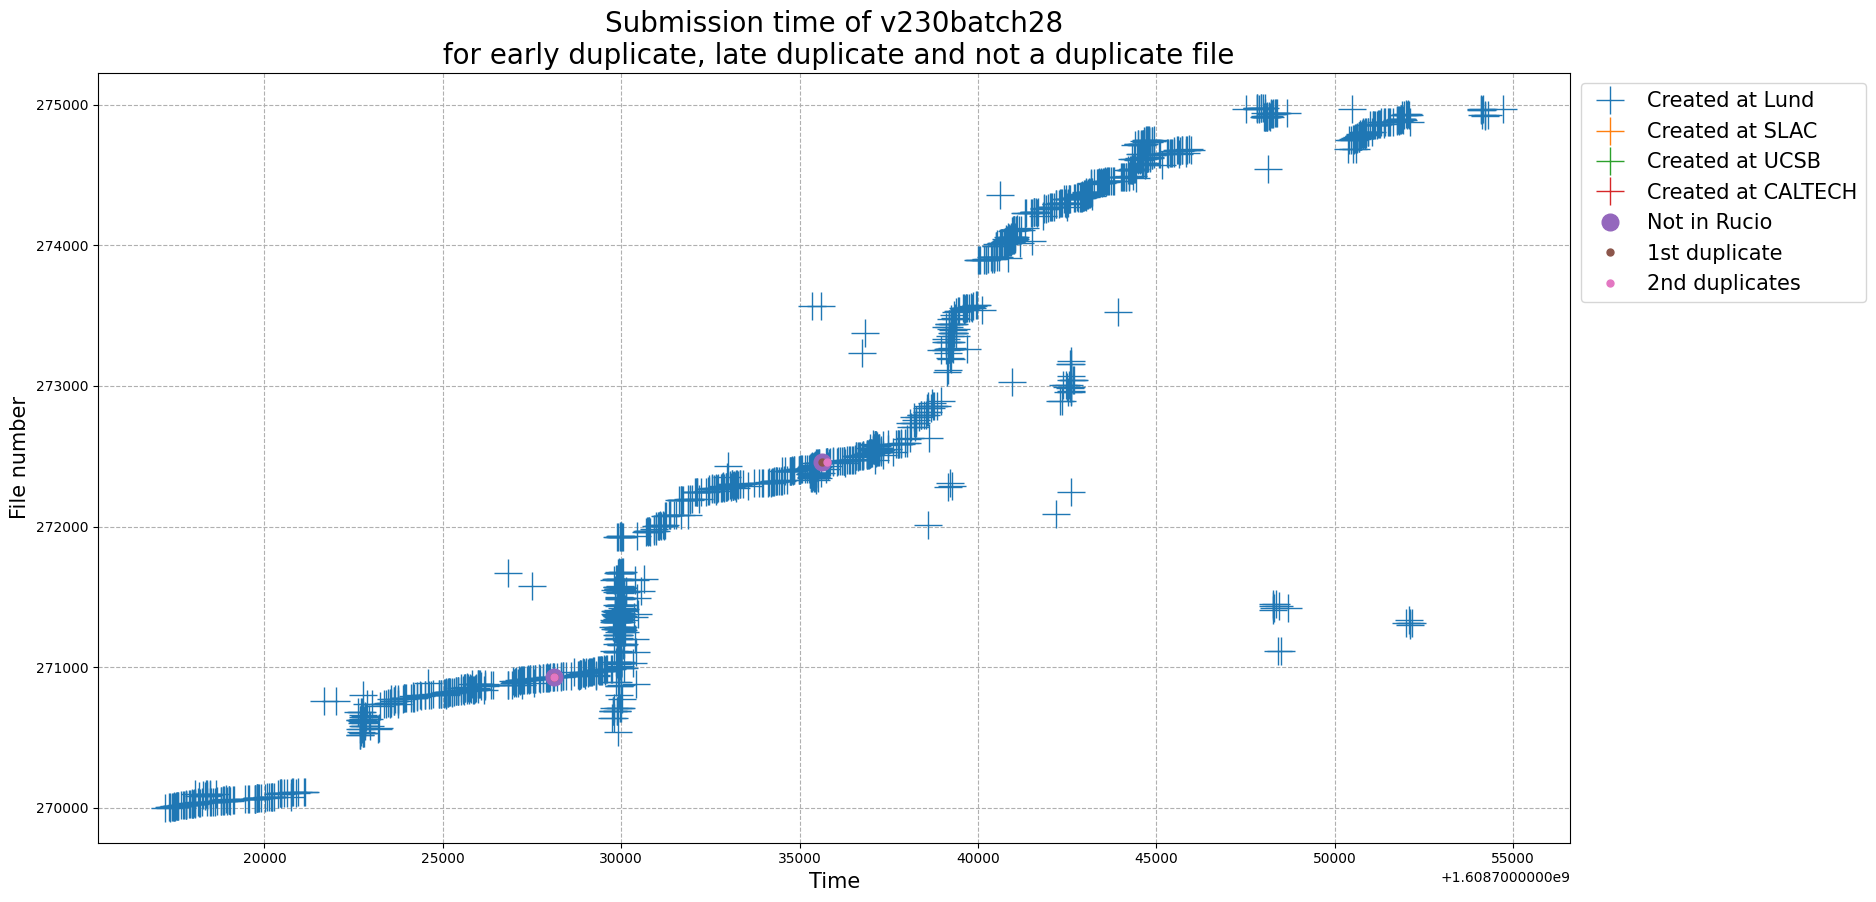 Submission time of v230batch28
for early duplicate, late duplicate and not a duplicate file
Created at Lund
Created at SLAC
Created at UCSB
Created at CALTECH
Not in Rucio
1st duplicate
2nd duplicates
File number
275000
274000
273000
272000
271000
270000
20000 25000 30000 35000 40000 45000 50000 55000
Time
+1.6087000000e9